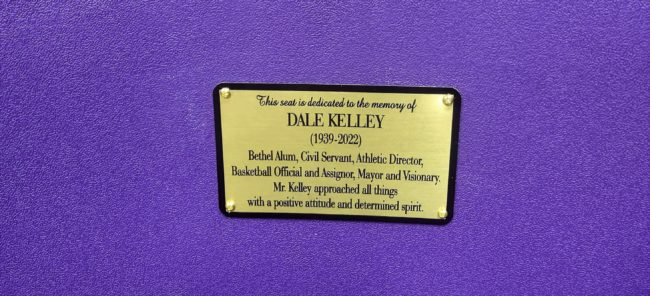 This seat is dedicated to the memory of
DALE KELLEY
(1939-2022)
Bethel Alum, Civil Servant, Athletic Director,
Basketball Official and Assignor, Mayor and Visionary.
Mr. Kelley approached all things
with a positive attitude and determined spirit.